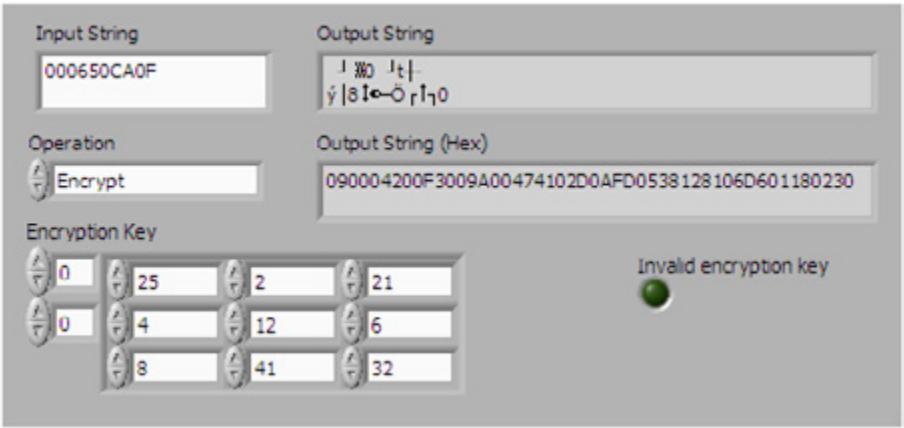 Input String
000650CA0F
Output String
ý|8
Operation
Encrypt
Output String (Hex)
090004200F3009A00474102D0AFD0538128106D601180230
Encryption Key
0
25 2 21
0
4 12 6
8 41 32
Invalid encryption key